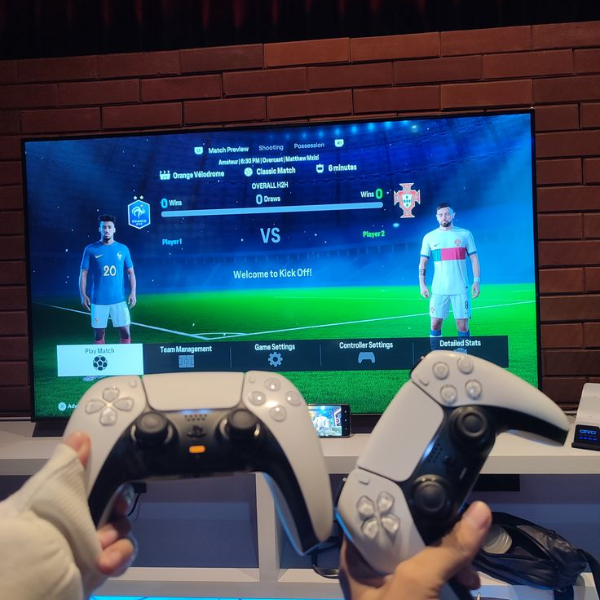 Match Preview Shooting Possession
Amateur | 6:30 PM | Overcast | Matthew Mxixi
Orange Vélodrome Classic Match 6 minutes
OVERALL H2H
0 Wins 0 Draws Wins 0
Player 1 VS Player 2
Welcome to Kick Off!
20
8
Play Match Team Management Game Settings Controller Settings Detailed Stats